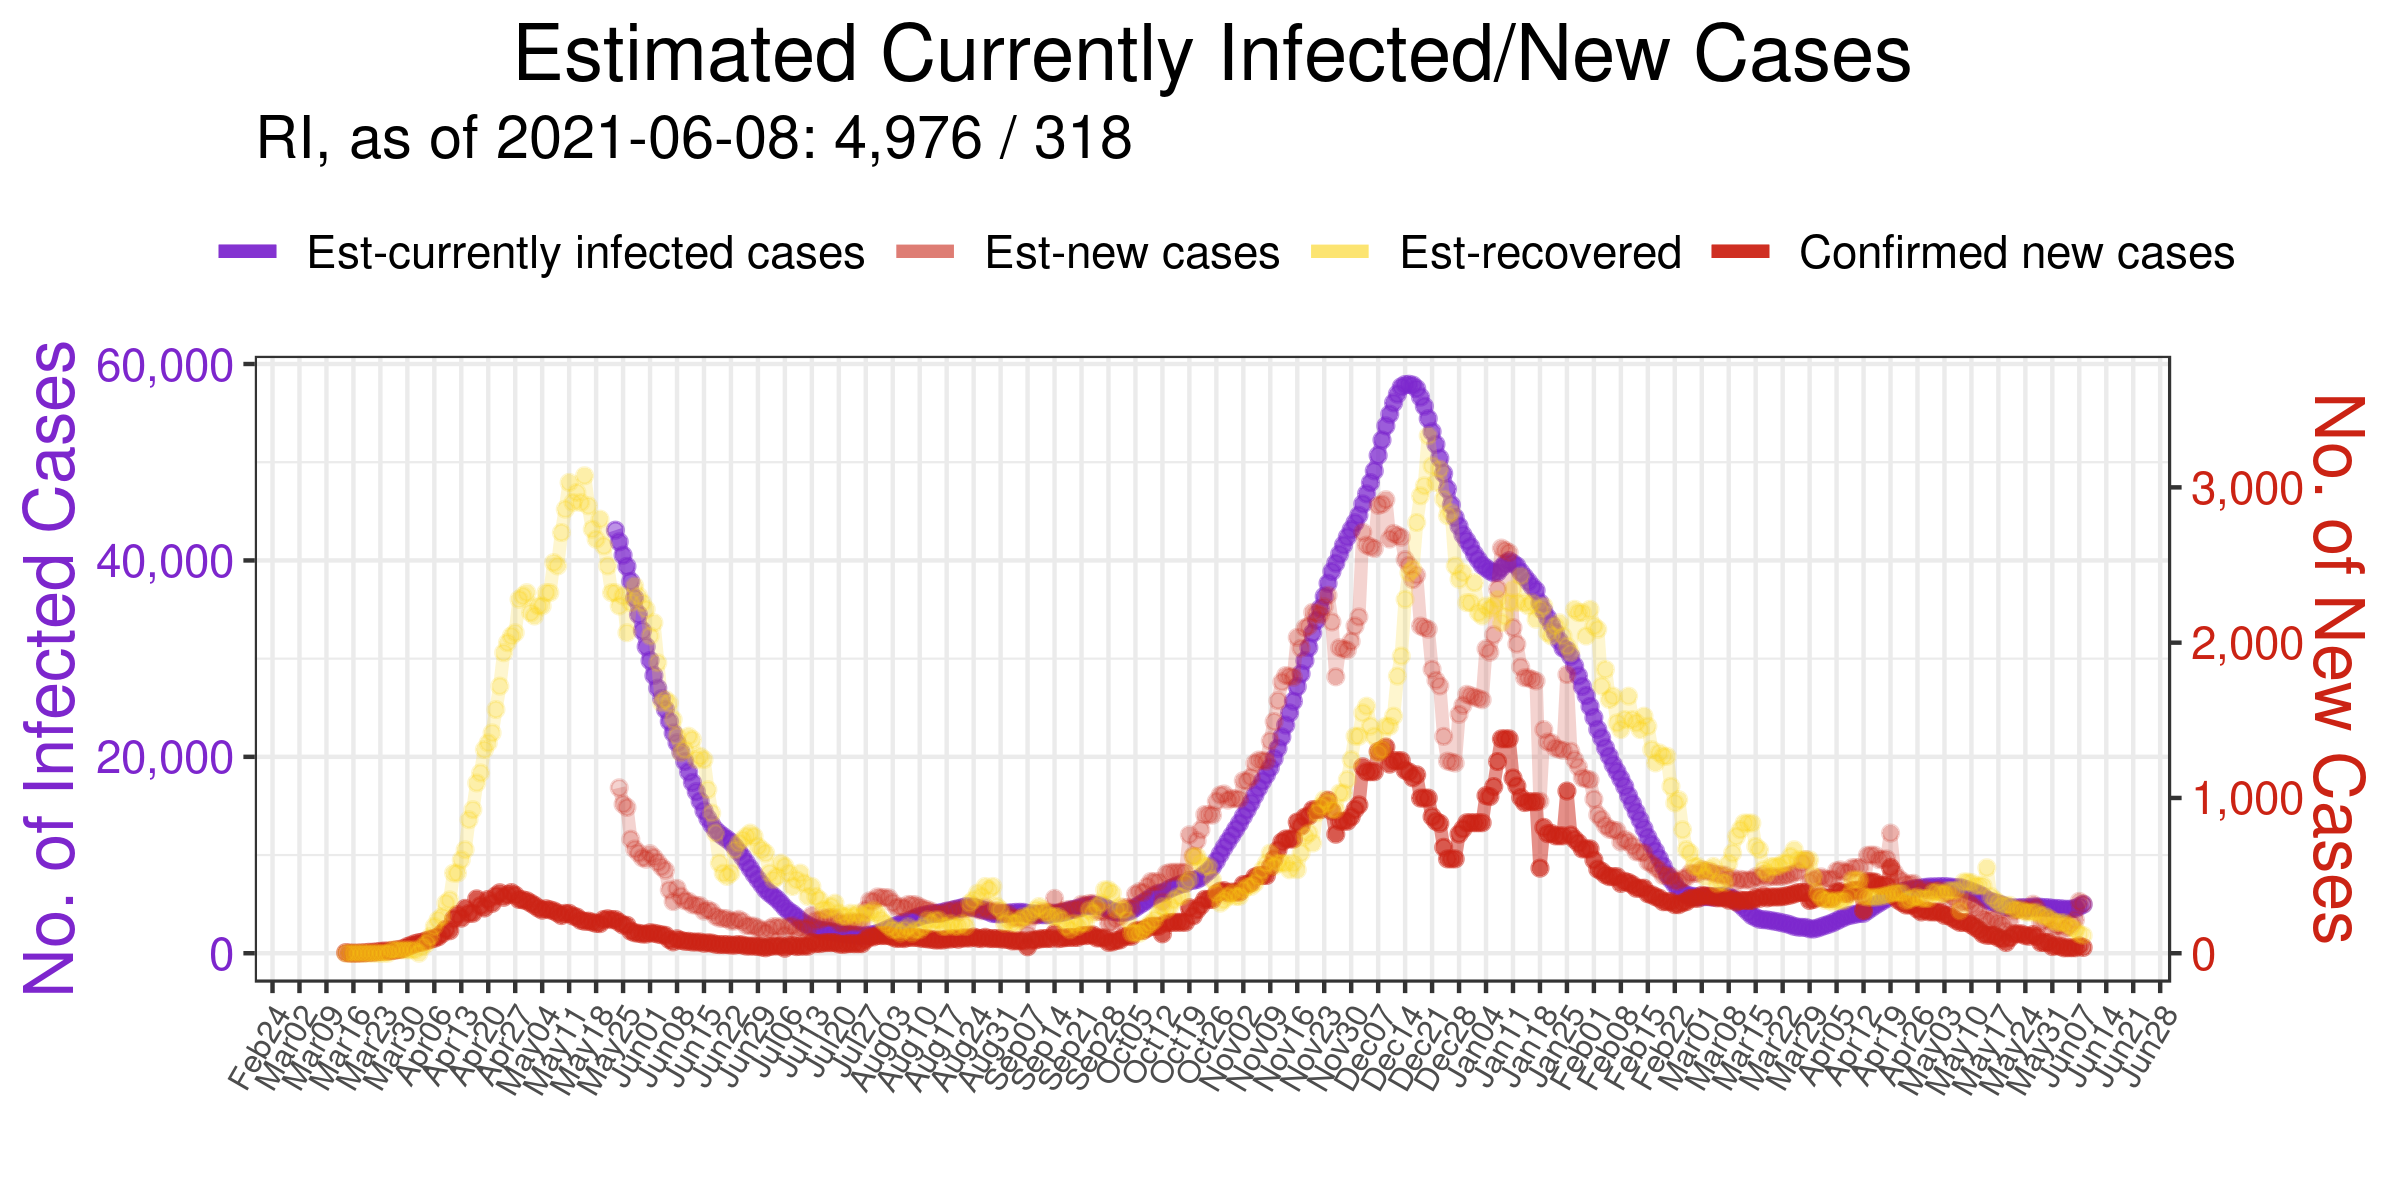 Estimated Currently Infected/New Cases
RI, as of 2021-06-08: 4,976 / 318
Est-currently infected cases Est-new cases Est-recovered Confirmed new cases
No. of Infected Cases
60,000
40,000
20,000
0
3,000
2,000
1,000
0
No. of New Cases
Feb24
Mar02
Mar09
Mar16
Mar23
Mar30
Apr06
Apr13
Apr20
Apr27
May04
May11
May18
May25
Jun01
Jun08
Jun15
Jun22
Jun29
Jul06
Jul13
Jul20
Jul27
Aug03
Aug10
Aug17
Aug24
Aug31
Sep07
Sep14
Sep21
Sep28
Oct05
Oct12
Oct19
Oct26
Nov02
Nov09
Nov16
Nov23
Nov30
Dec07
Dec14
Dec21
Dec28
Jan04
Jan11
Jan18
Jan25
Feb01
Feb08
Feb15
Feb22
Mar01
Mar08
Mar15
Mar22
Mar29
Apr05
Apr12
Apr19
Apr26
May03
May10
May17
May24
May31
Jun07
Jun14
Jun21
Jun28